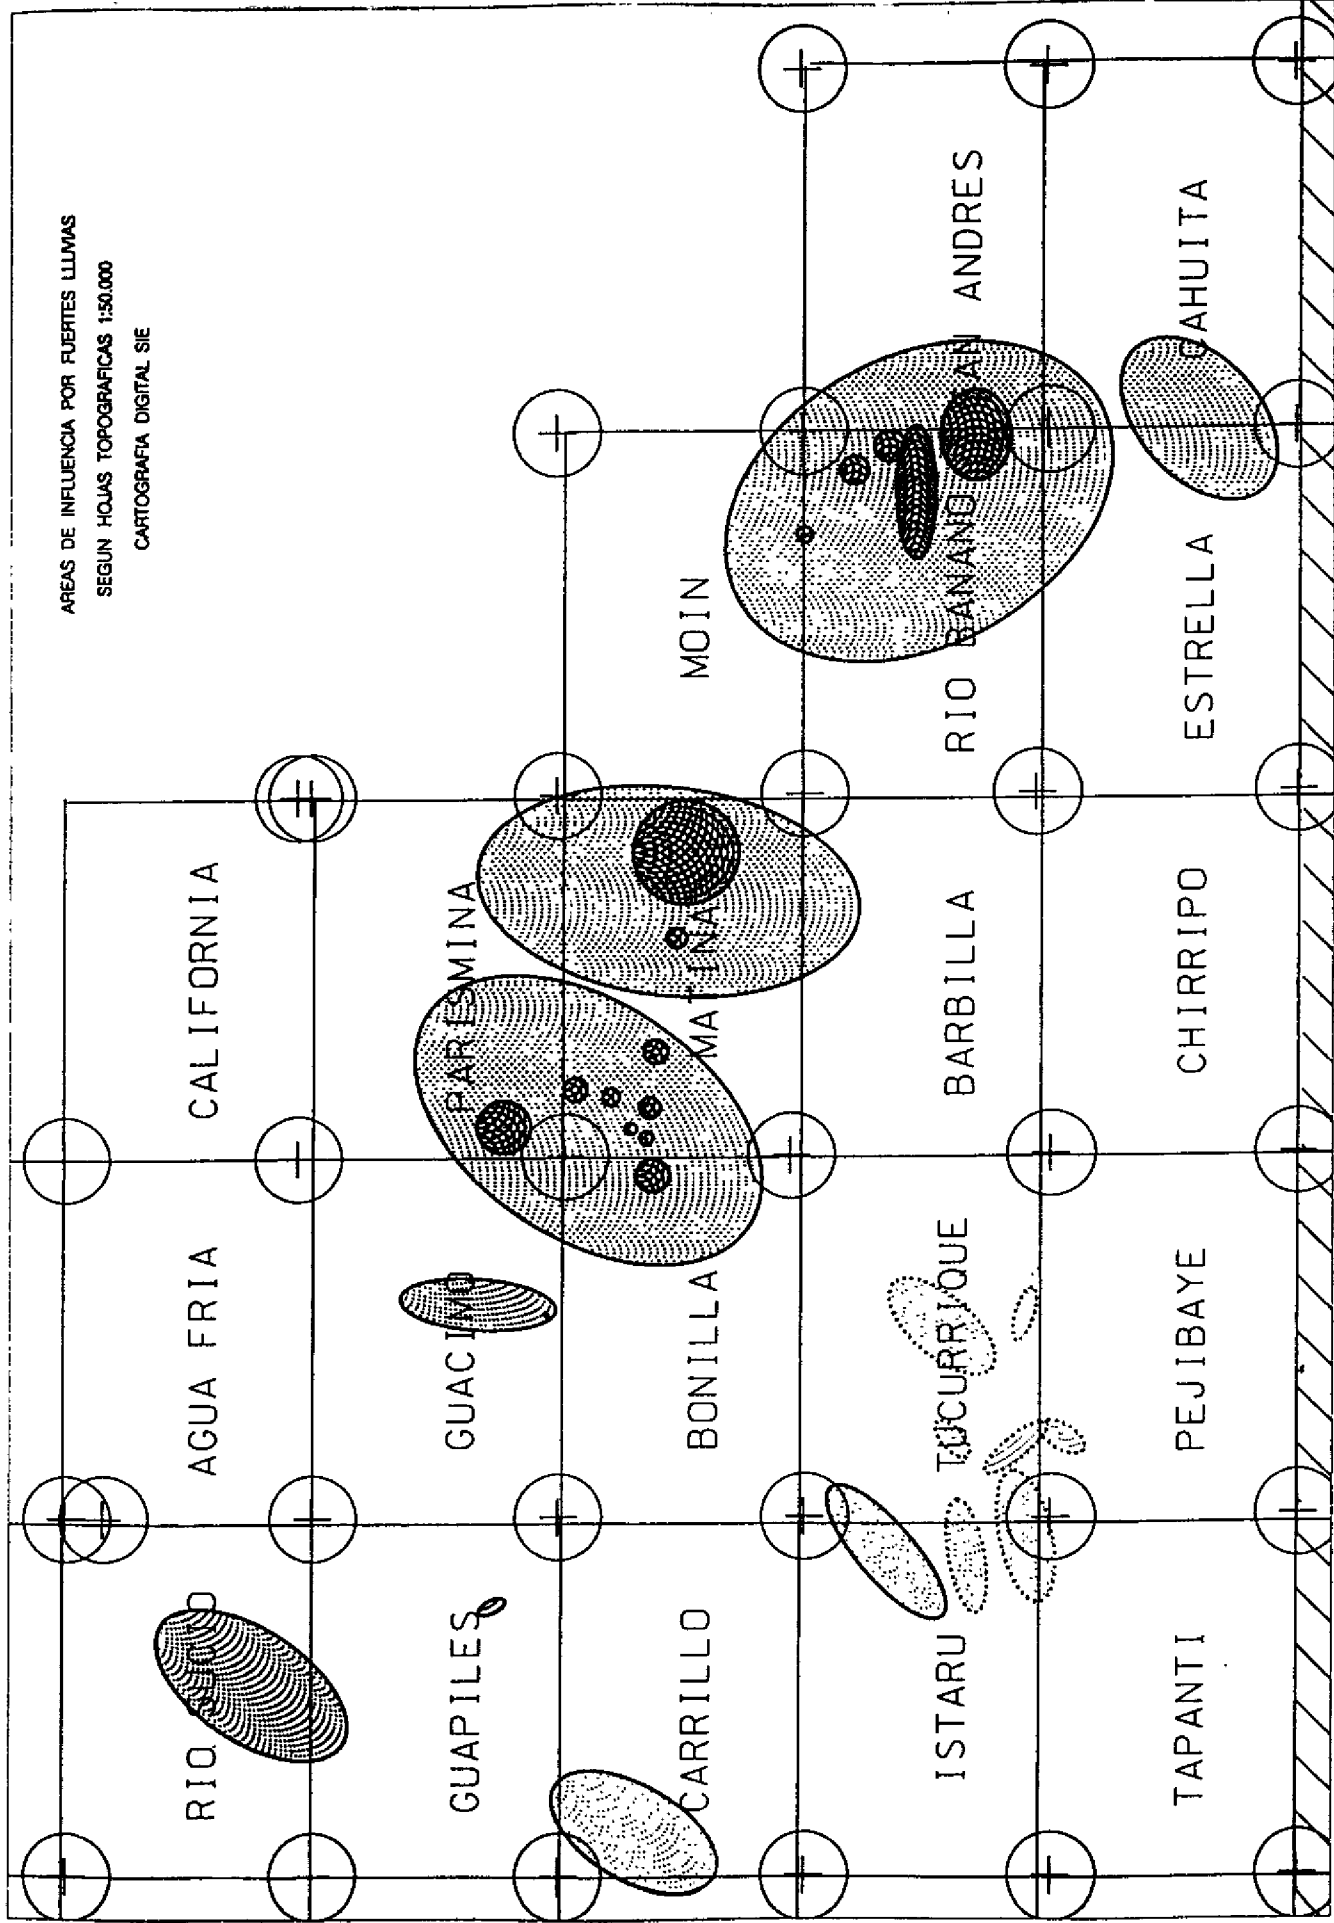 AREAS DE INFLUENCIA POR FUERTES LLUVIAS
SEGUN HOJAS TOPOGRAFICAS 1:50.000
CARTOGRAFIA DIGITAL SIE
RIO SUCIO
AGUA FRIA
CALIFORNIA
GUAPILES
GUACIMO
PARISMINA
CARRILLO
BONILLA
MATINA
MOIN
ISTARU
TUCURRIQUE
BARBILLA
RIO BANANO
SAN ANDRES
TAPANTI
PEJIBAYE
CHIRRIPO
ESTRELLA
CAHUITA